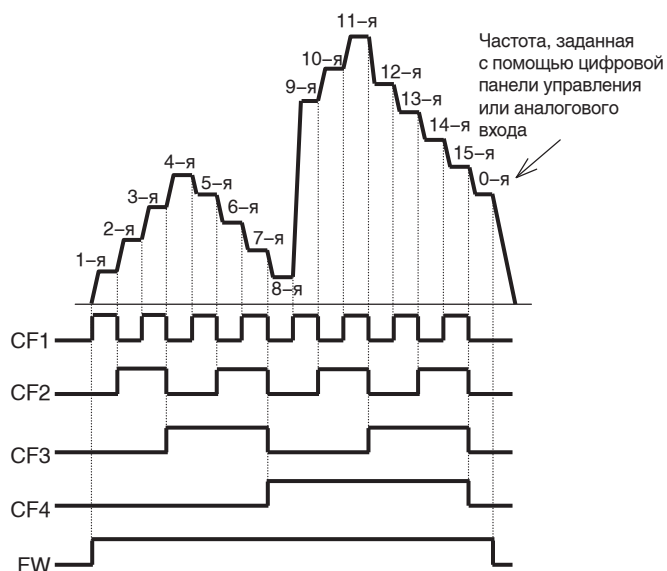 11–я
10–я
9–я
12–я
13–я
14–я
15–я
0–я
Частота, заданная
с помощью цифровой
панели управления
или аналогового
входа
4–я
5–я
3–я
6–я
2–я
7–я
1–я
8–я
CF1
CF2
CF3
CF4
FW